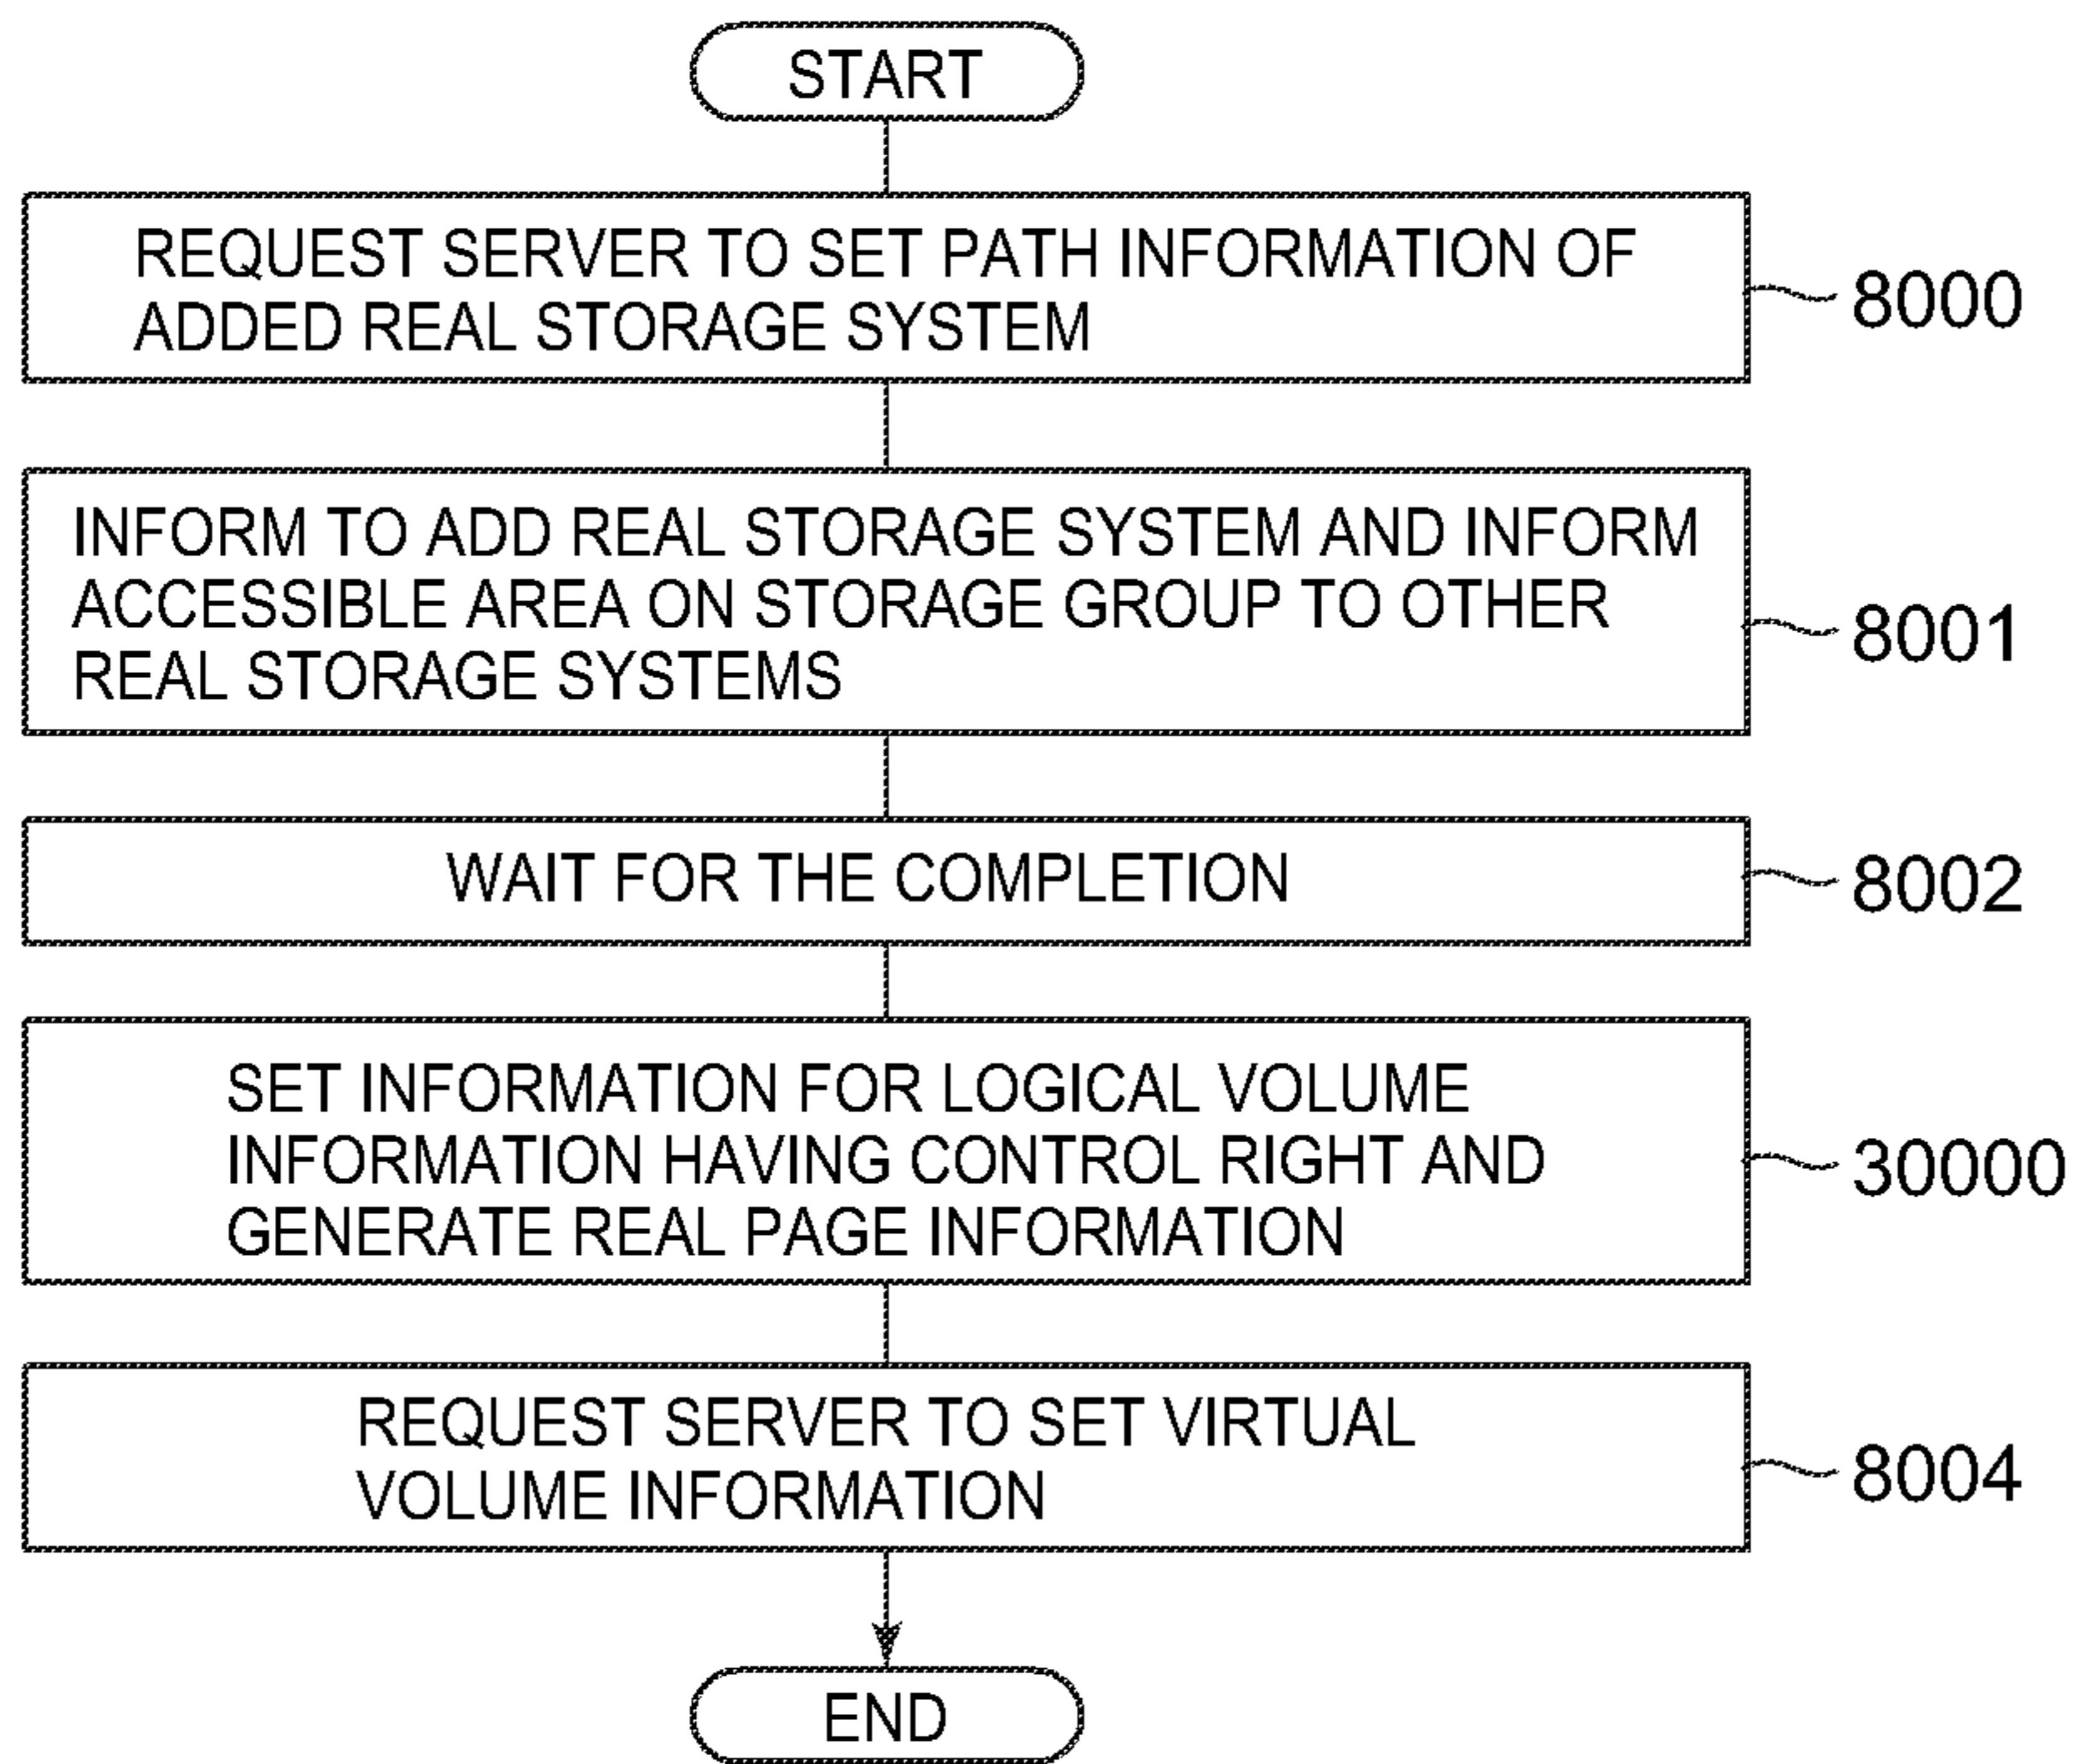 START
REQUEST SERVER TO SET PATH INFORMATION OF
ADDED REAL STORAGE SYSTEM
8000
INFORM TO ADD REAL STORAGE SYSTEM AND INFORM
ACCESSIBLE AREA ON STORAGE GROUP TO OTHER
REAL STORAGE SYSTEMS
8001
WAIT FOR THE COMPLETION
8002
SET INFORMATION FOR LOGICAL VOLUME
INFORMATION HAVING CONTROL RIGHT AND
GENERATE REAL PAGE INFORMATION
30000
REQUEST SERVER TO SET VIRTUAL
VOLUME INFORMATION
8004
END